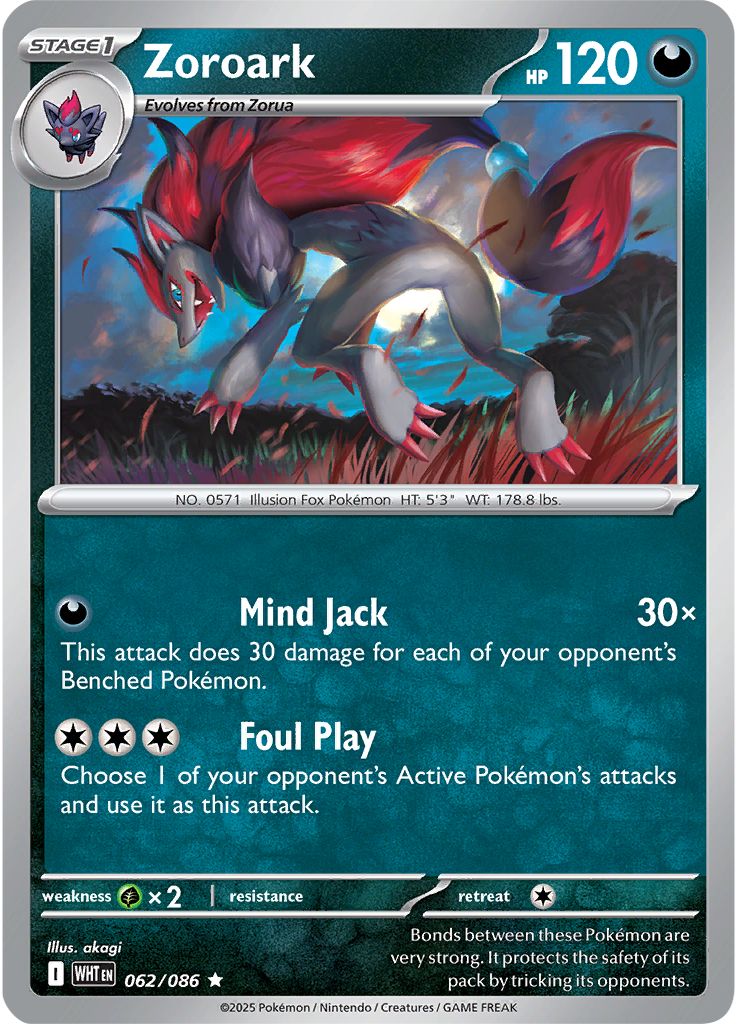 STAGE 1
Zoroark
HP 120
Evolves from Zorua
NO. 0571 Illusion Fox Pokémon HT: 5'3" WT: 178.8 lbs.
Mind Jack 30×
This attack does 30 damage for each of your opponent's
Benched Pokémon.
Foul Play
Choose 1 of your opponent's Active Pokémon's attacks
and use it as this attack.
weakness ×2 resistance retreat
Illus. akagi
I WHT EN 062/086 ★
Bonds between these Pokémon are
very strong. It protects the safety of its
pack by tricking its opponents.
©2025 Pokémon / Nintendo / Creatures / GAME FREAK